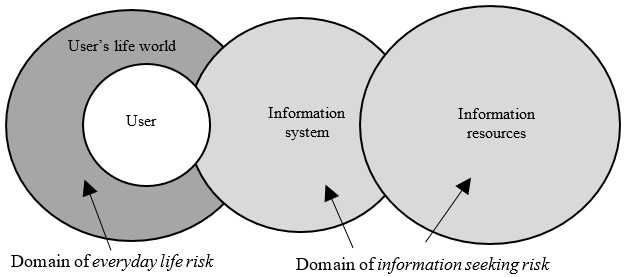 User's life world
User
Information
system
Information
resources
Domain of everyday life risk
Domain of information seeking risk